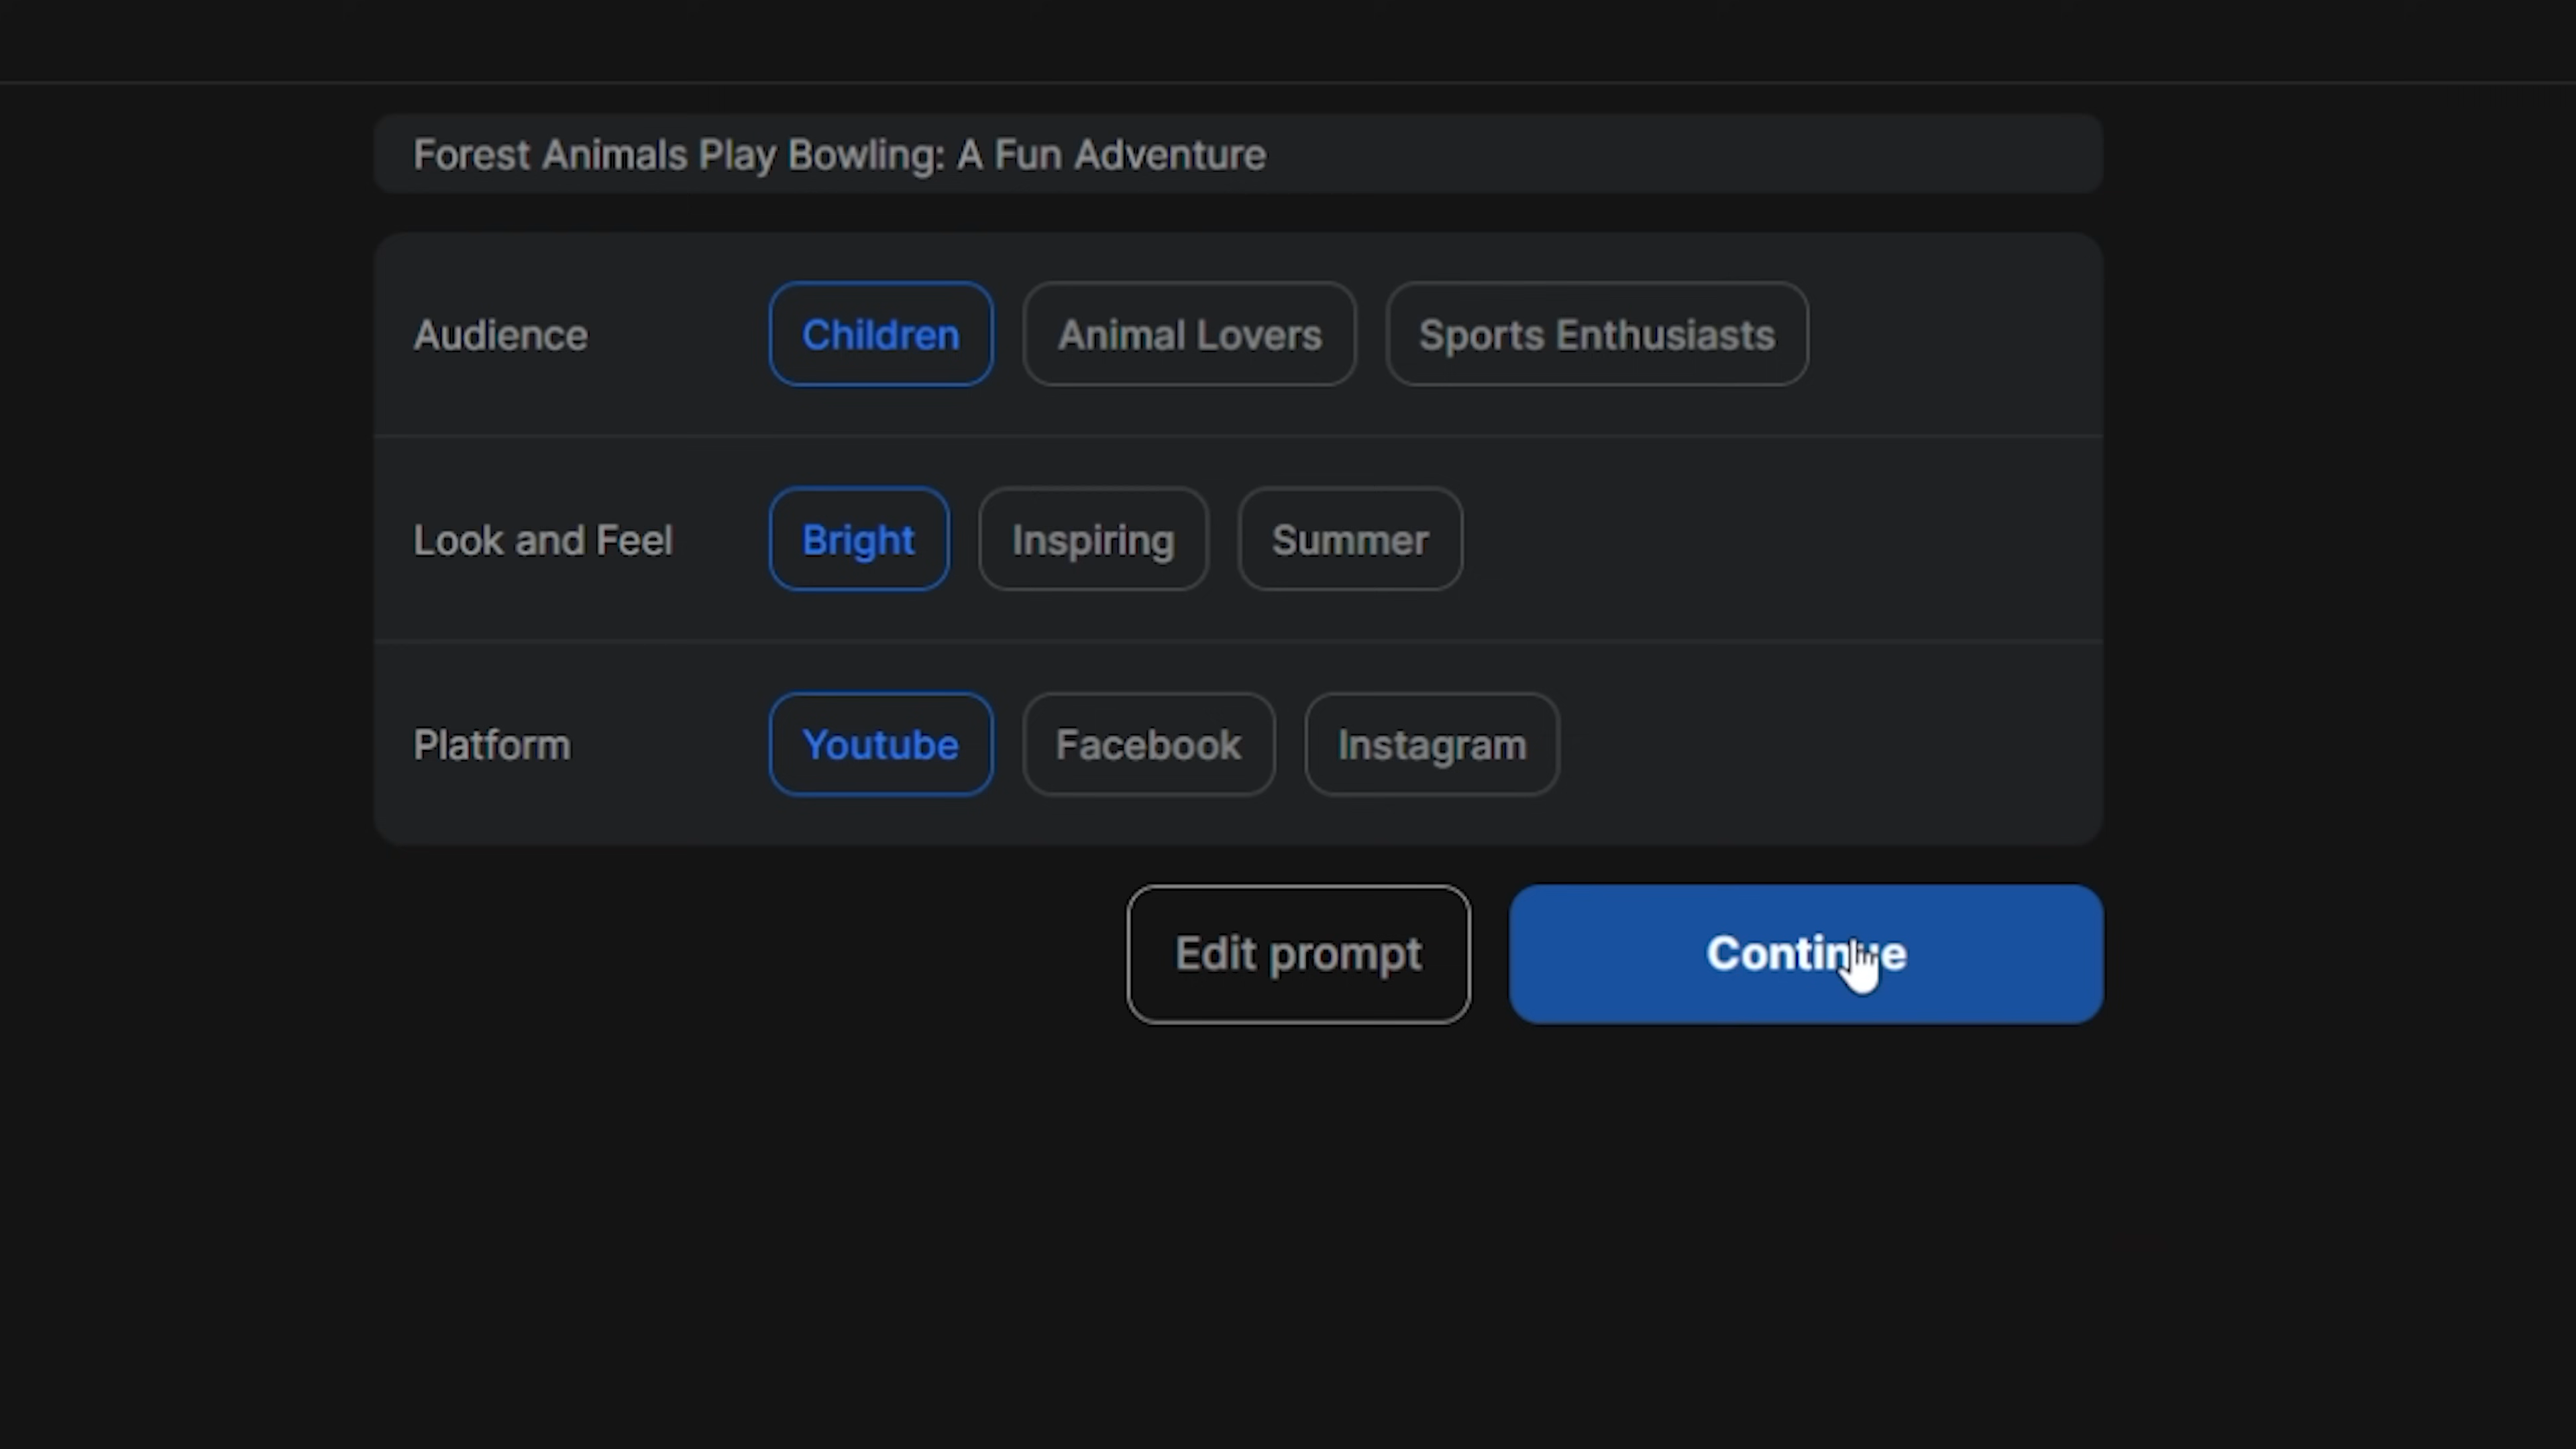 Forest Animals Play Bowling: A Fun Adventure
Audience Children Animal Lovers Sports Enthusiasts
Look and Feel Bright Inspiring Summer
Platform Youtube Facebook Instagram
Edit prompt Continue